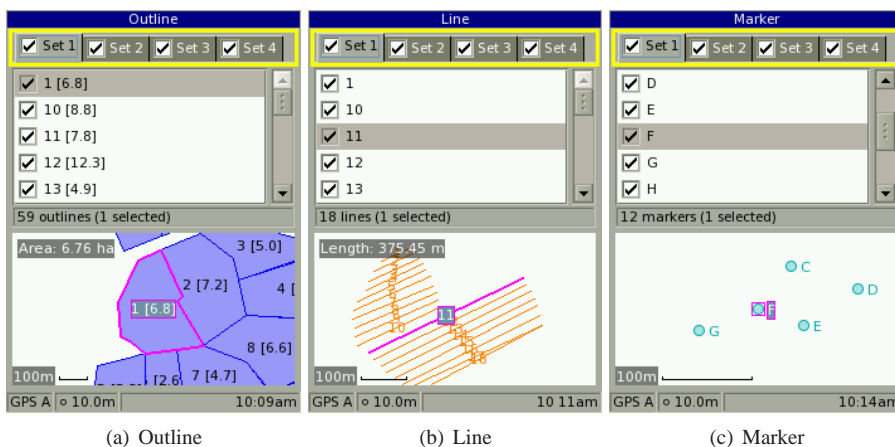 Outline
Set 1 Set 2 Set 3 Set 4
1 [6.8]
10 [8.8]
11 [7.8]
12 [12.3]
13 [4.9]
59 outlines (1 selected)
Area: 6.76 ha
3 [5.0]
2 [7.2]
4 [
1 [6.8]
8 [6.6]
7 [4.7]
[2.6
100m
GPS A 10.0m 10:09am
Line
Set 1 Set 2 Set 3 Set 4
1
10
11
12
13
18 lines (1 selected)
Length: 375.45 m
10
11
18
100m
GPS A 10.0m 10 11am
Marker
Set 1 Set 2 Set 3 Set 4
D
E
F
G
H
12 markers (1 selected)
C
D
F
E
G
100m
GPS A 10.0m 10:14am
(a) Outline
(b) Line
(c) Marker